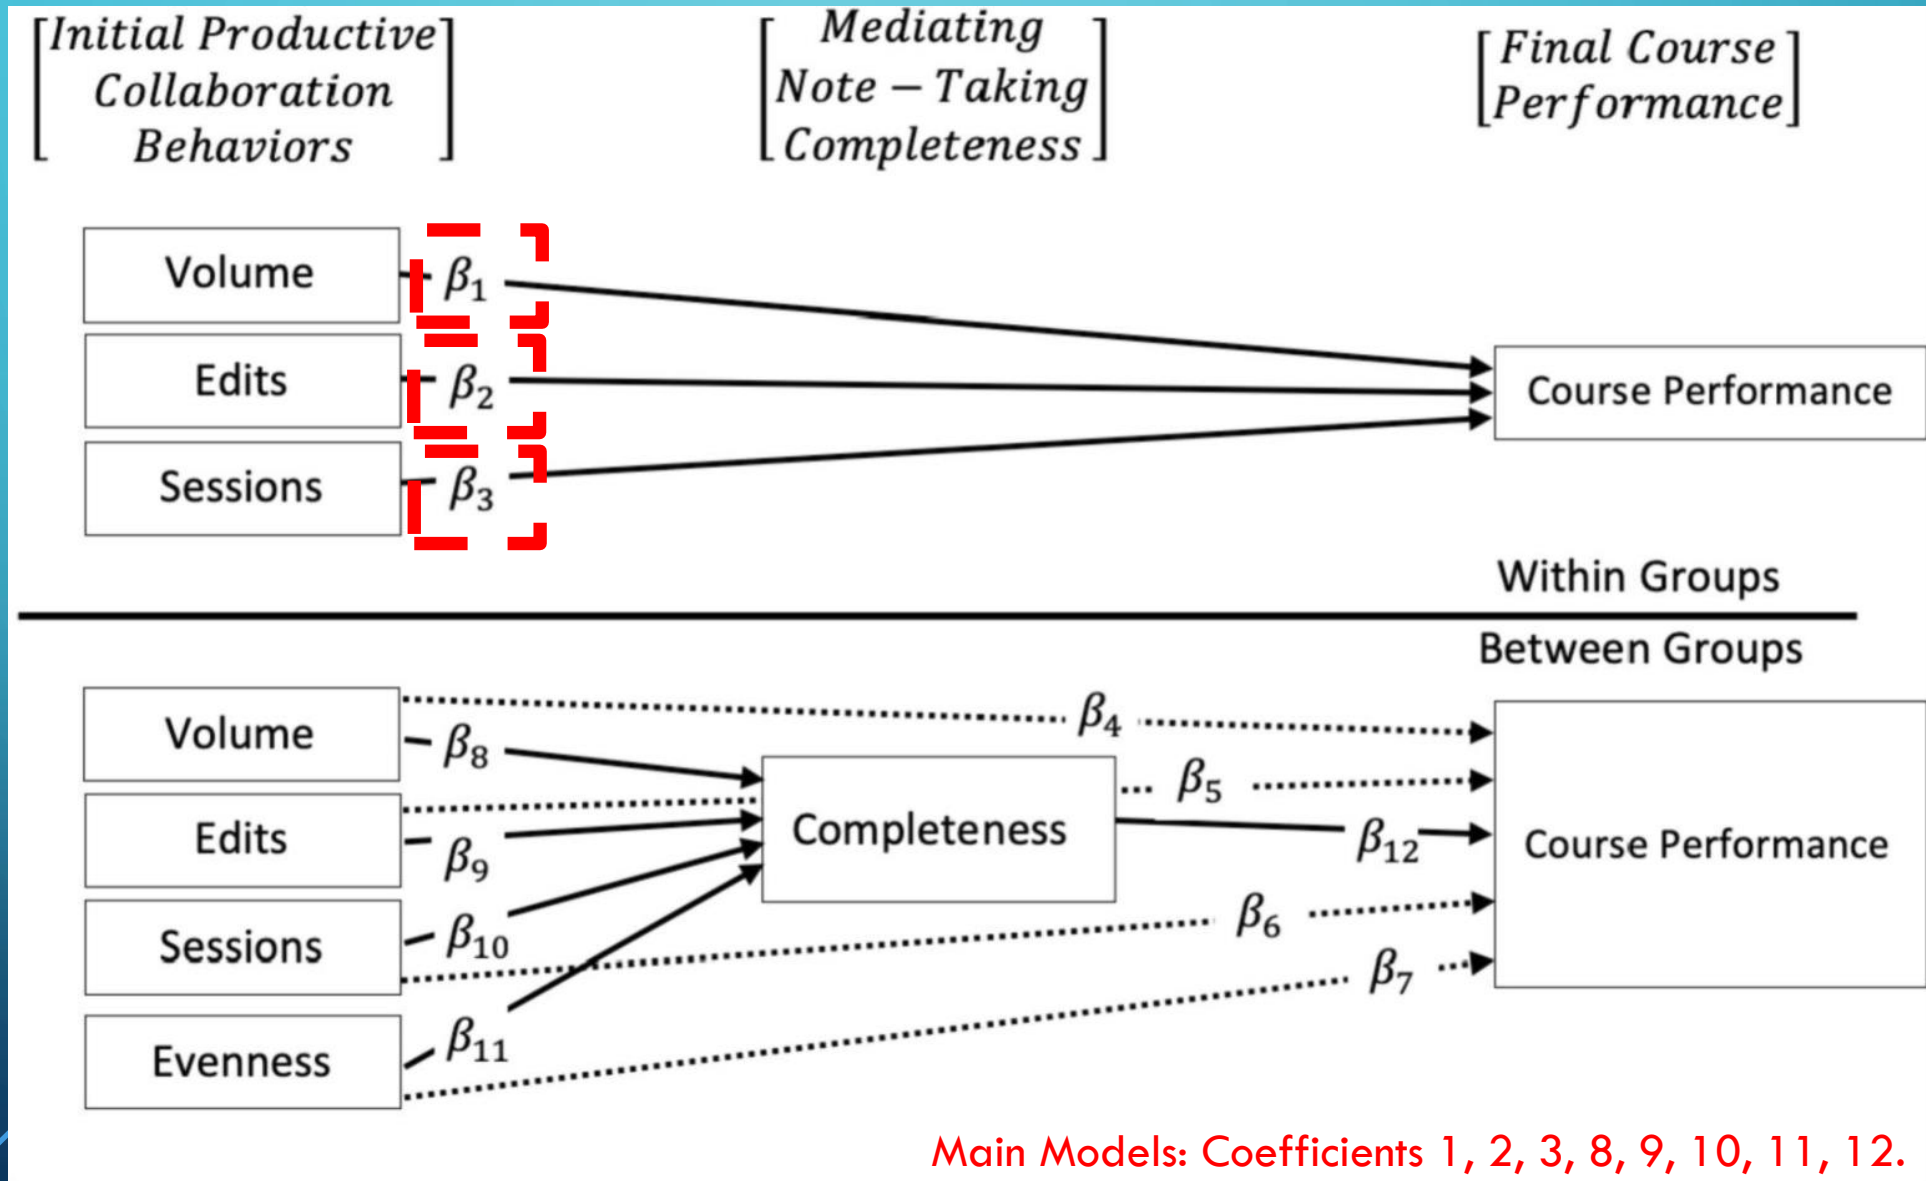 [Initial Productive
Collaboration
Behaviors]
[Mediating
Note – Taking
Completeness]
[Final Course
Performance]
Volume
β1
Edits
β2
Sessions
β3
Course Performance
Within Groups
Between Groups
Volume
β8
Edits
β9
Sessions
β10
Evenness
β11
Completeness
β4
β5
β12
β6
β7
Course Performance
Main Models: Coefficients 1, 2, 3, 8, 9, 10, 11, 12.